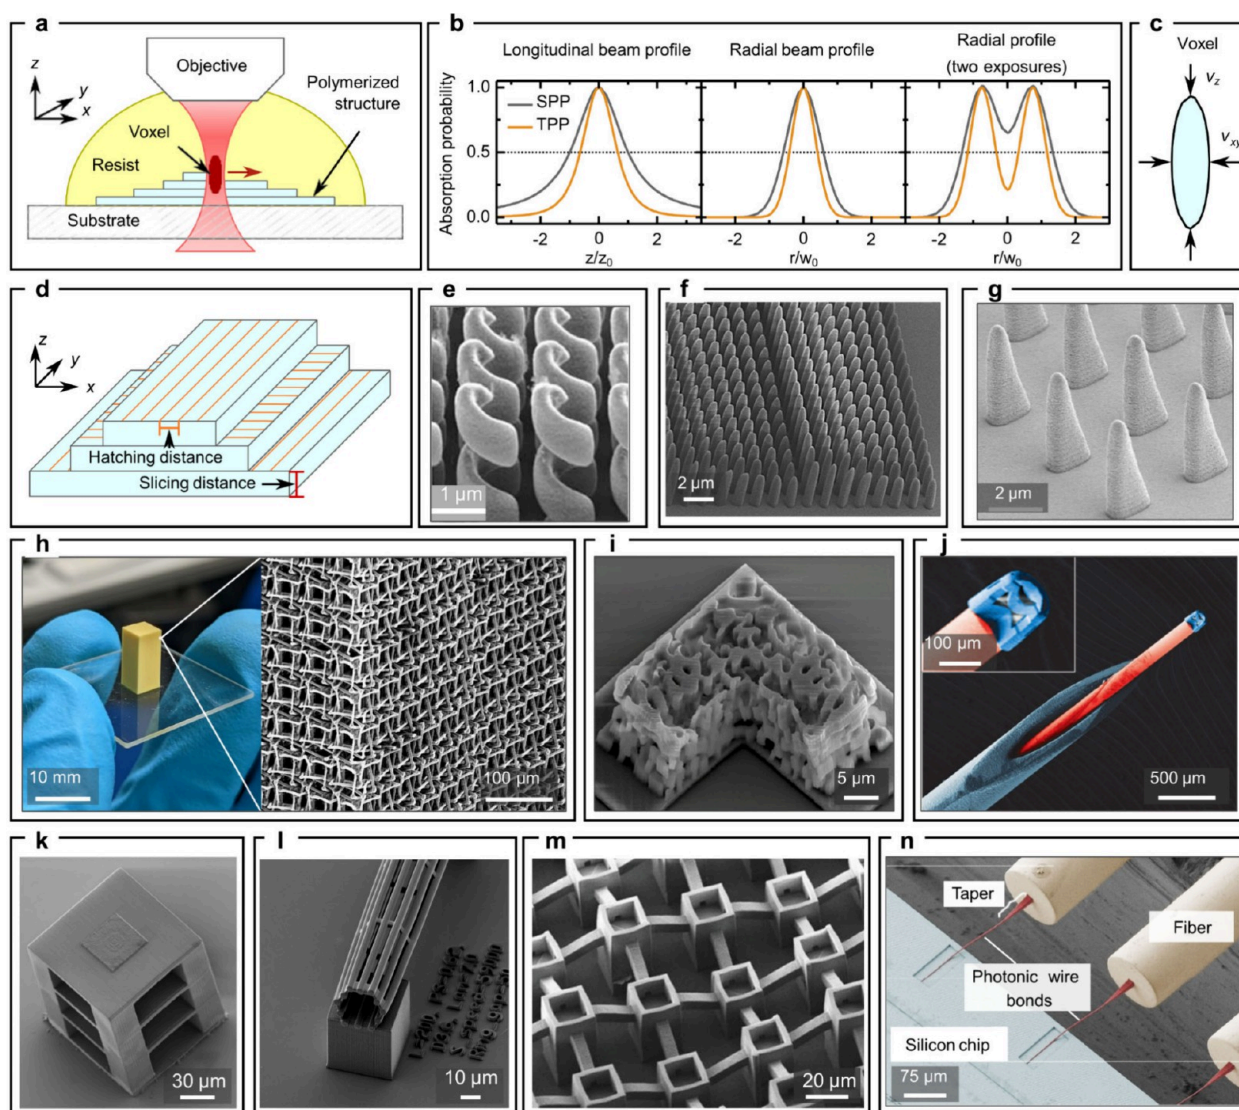 a
z
y
x
Objective
Polymerized
structure
Voxel
Resist
Substrate
b
Longitudinal beam profile
Radial beam profile
Radial profile
(two exposures)
Absorption probability
1.0
0.5
0.0
SPP
TPP
-2
0
2
z/z0
-2
0
2
r/w0
-2
0
2
r/w0
c
Voxel
vz
vxy
d
z
y
x
Hatching distance
Slicing distance
e
1 µm
f
2 µm
g
2 µm
h
10 mm
100 µm
i
5 µm
j
100 µm
500 µm
k
30 µm
l
10 µm
m
20 µm
n
Taper
Fiber
Photonic wire
bonds
Silicon chip
75 µm